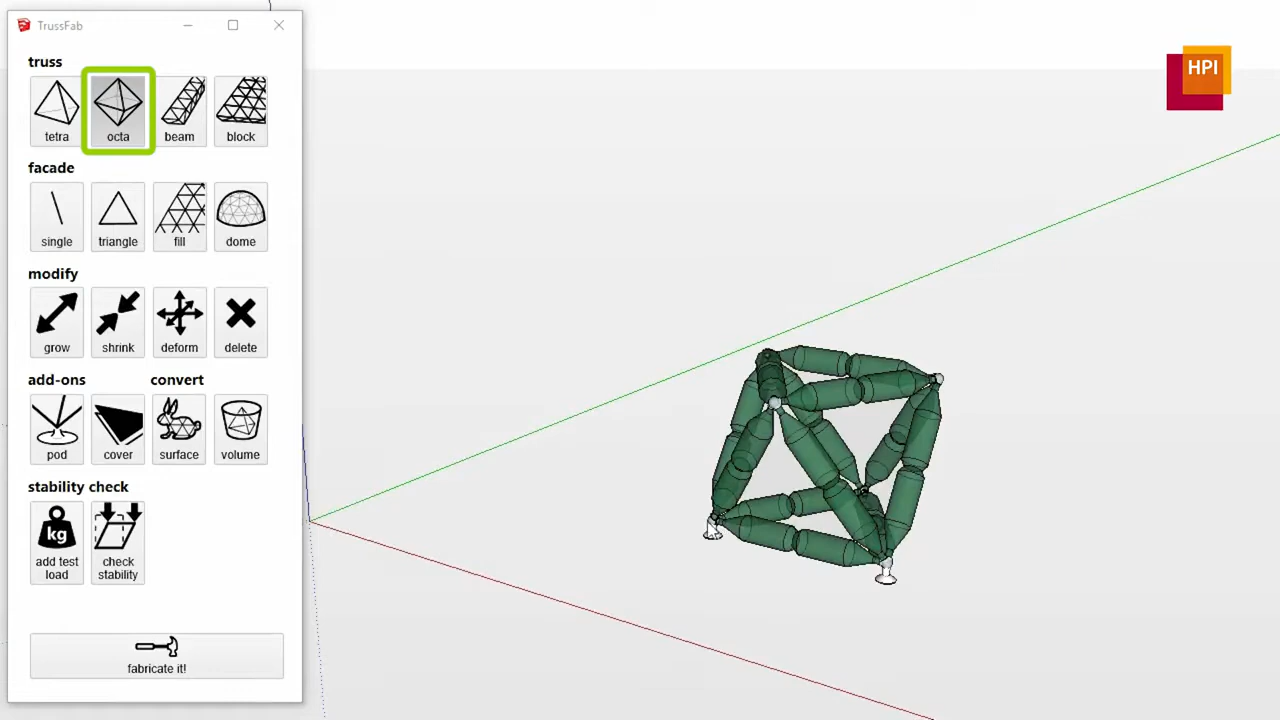 TrussFab
HPI
truss
tetra octa beam block
facade
single triangle fill dome
modify
grow shrink deform delete
add-ons convert
pod cover surface volume
stability check
kg
add test check
load stability
fabricate it!